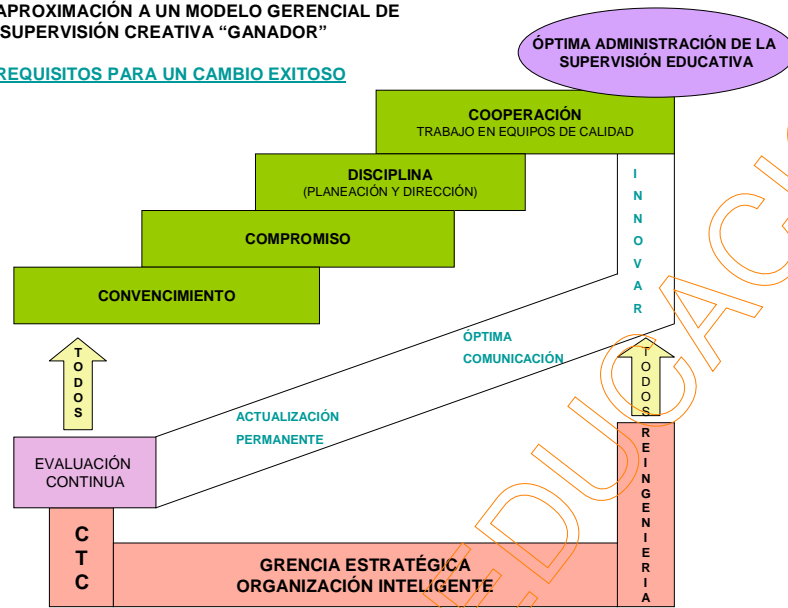 APROXIMACIÓN A UN MODELO GERENCIAL DE
SUPERVISIÓN CREATIVA “GANADOR”
REQUISITOS PARA UN CAMBIO EXITOSO
ÓPTIMA ADMINISTRACIÓN DE LA
SUPERVISIÓN EDUCATIVA
COOPERACIÓN
TRABAJO EN EQUIPOS DE CALIDAD
DISCIPLINA
(PLANEACIÓN Y DIRECCIÓN)
COMPROMISO
CONVENCIMIENTO
INNOVAR
ÓPTIMA
COMUNICACIÓN
ACTUALIZACIÓN
PERMANENTE
TODOS
TODOS
EVALUACIÓN
CONTINUA
REINGENIERIA
CTC
GRENCIA ESTRATÉGICA
ORGANIZACIÓN INTELIGENTE